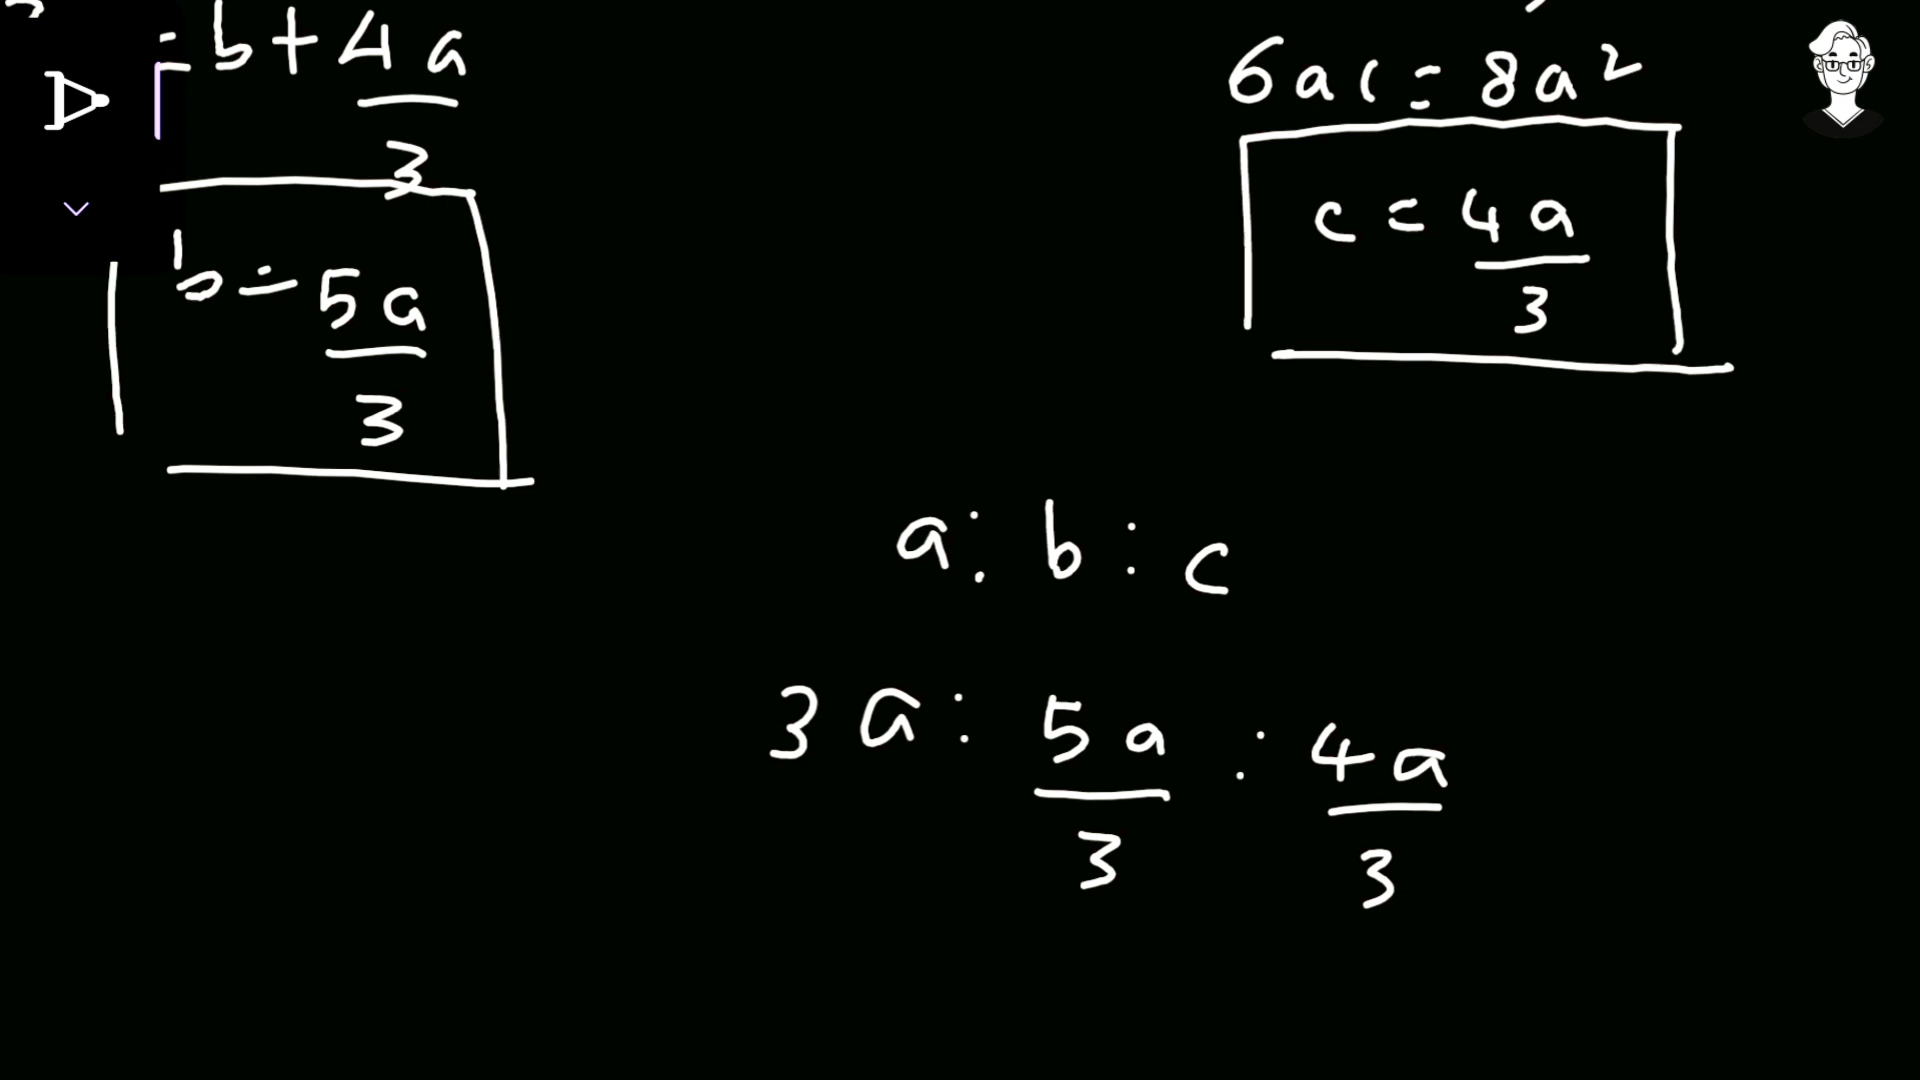 = b + 4a/3
b = 5a/3
6ac = 8a²
c = 4a/3
a : b : c
3a : 5a/3 : 4a/3